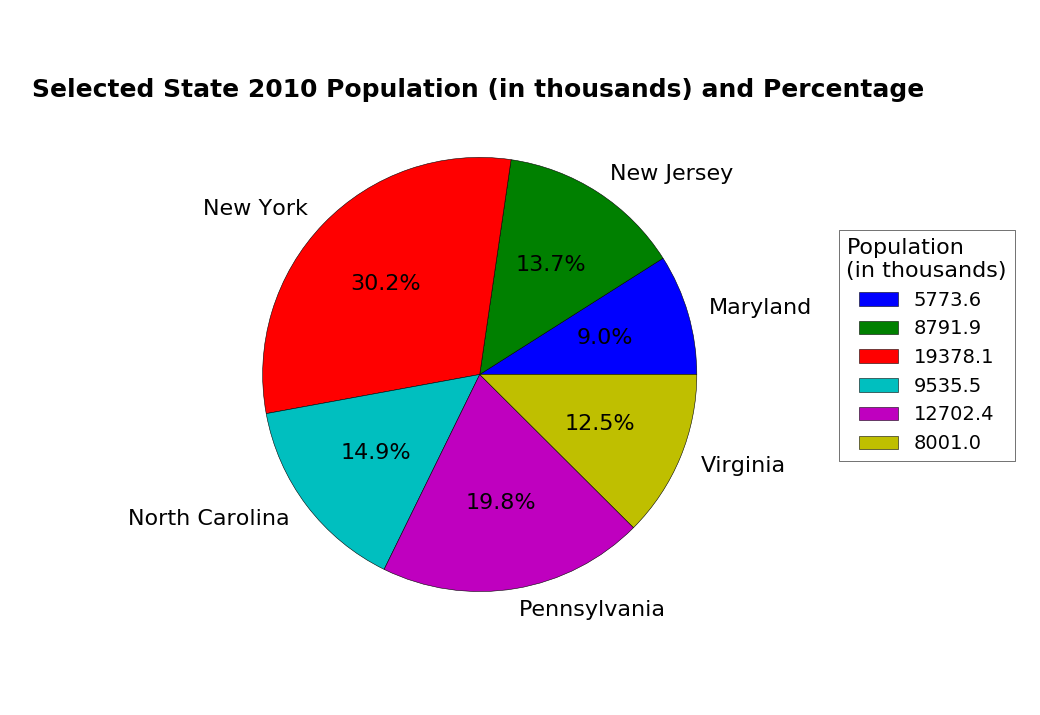 Selected State 2010 Population (in thousands) and Percentage
New Jersey
New York
13.7%
30.2%
Maryland
9.0%
12.5%
14.9%
Virginia
19.8%
North Carolina
Pennsylvania
Population
(in thousands)
5773.6
8791.9
19378.1
9535.5
12702.4
8001.0